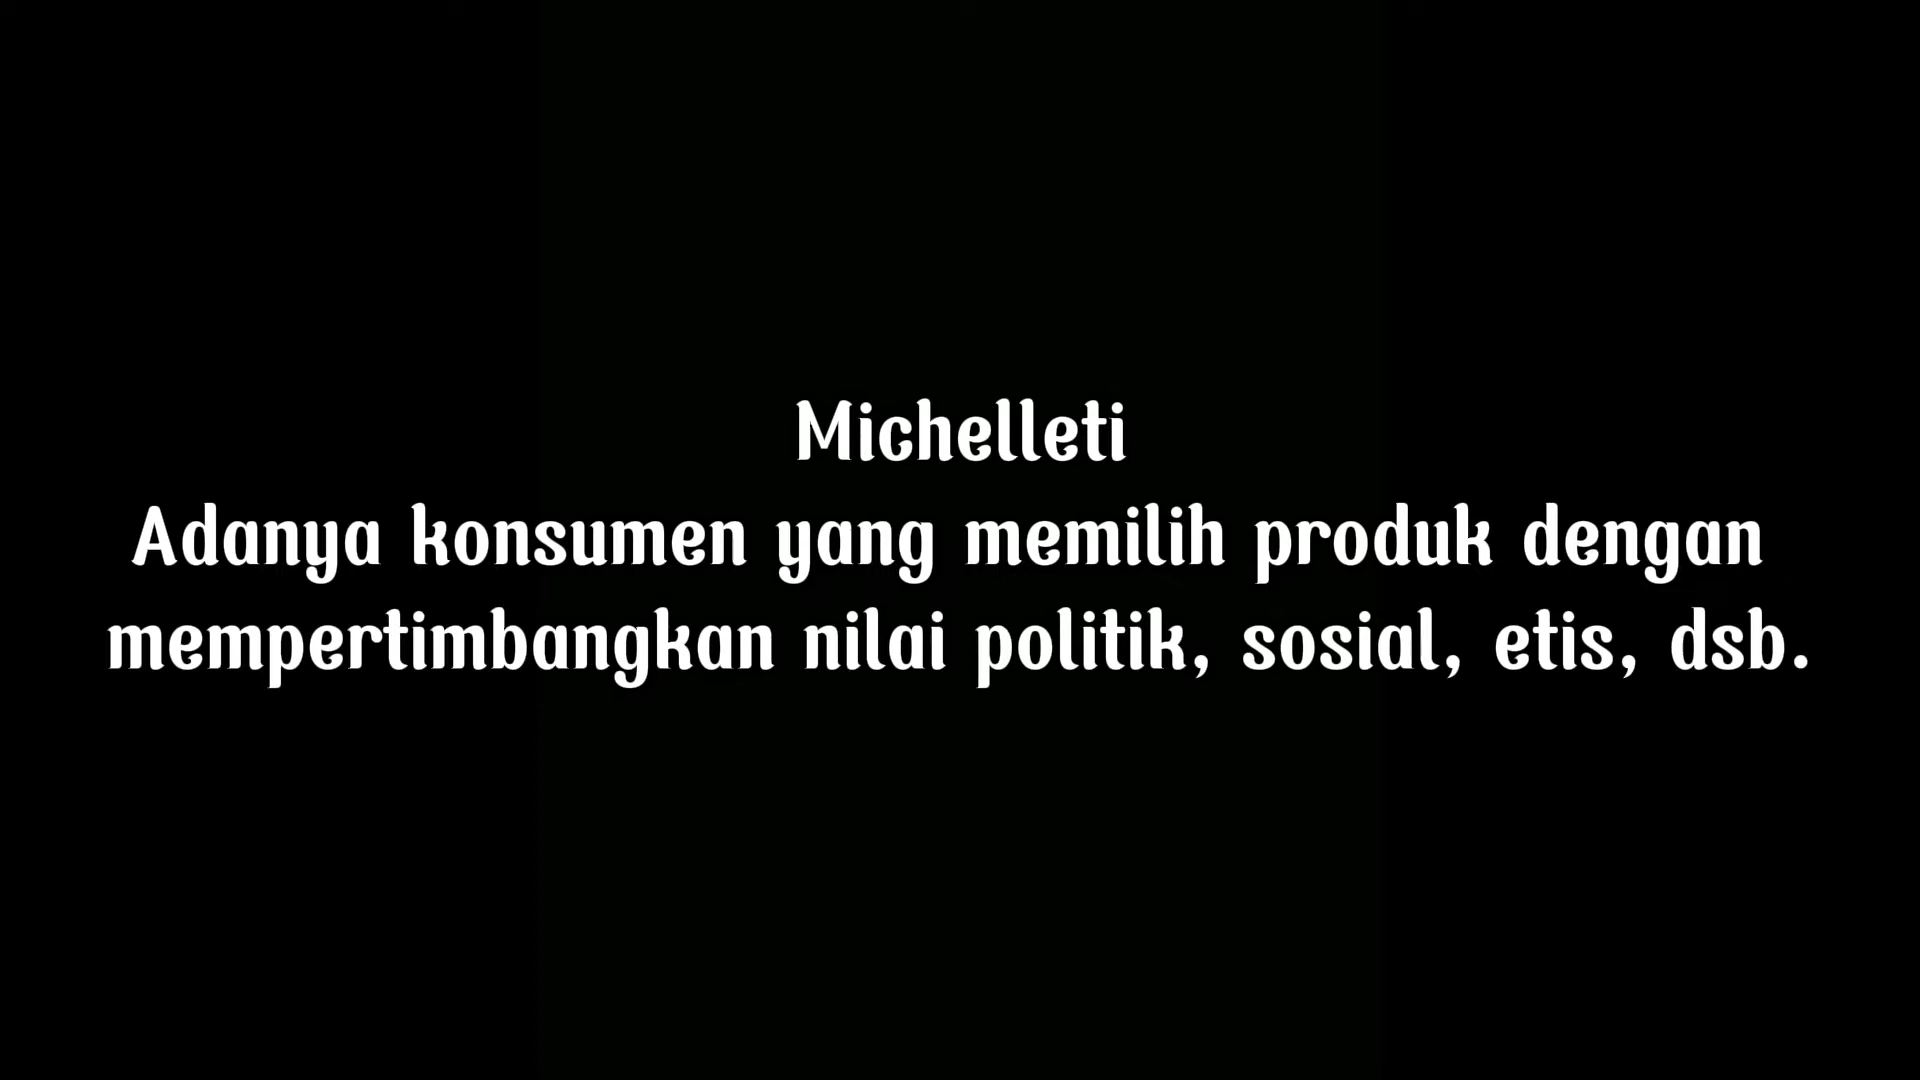 Michelleti
Adanya konsumen yang memilih produk dengan
mempertimbangkan nilai politik, sosial, etis, dsb.